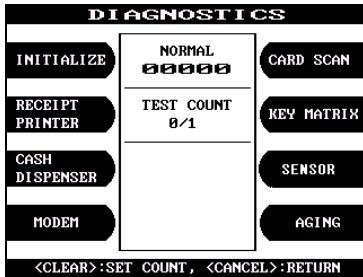 DIAGNOSTICS
INITIALIZE
NORMAL
00000
CARD SCAN
RECEIPT
PRINTER
TEST COUNT
0/1
KEY MATRIX
CASH
DISPENSER
SENSOR
MODEM
AGING
<CLEAR>:SET COUNT, <CANCEL>:RETURN